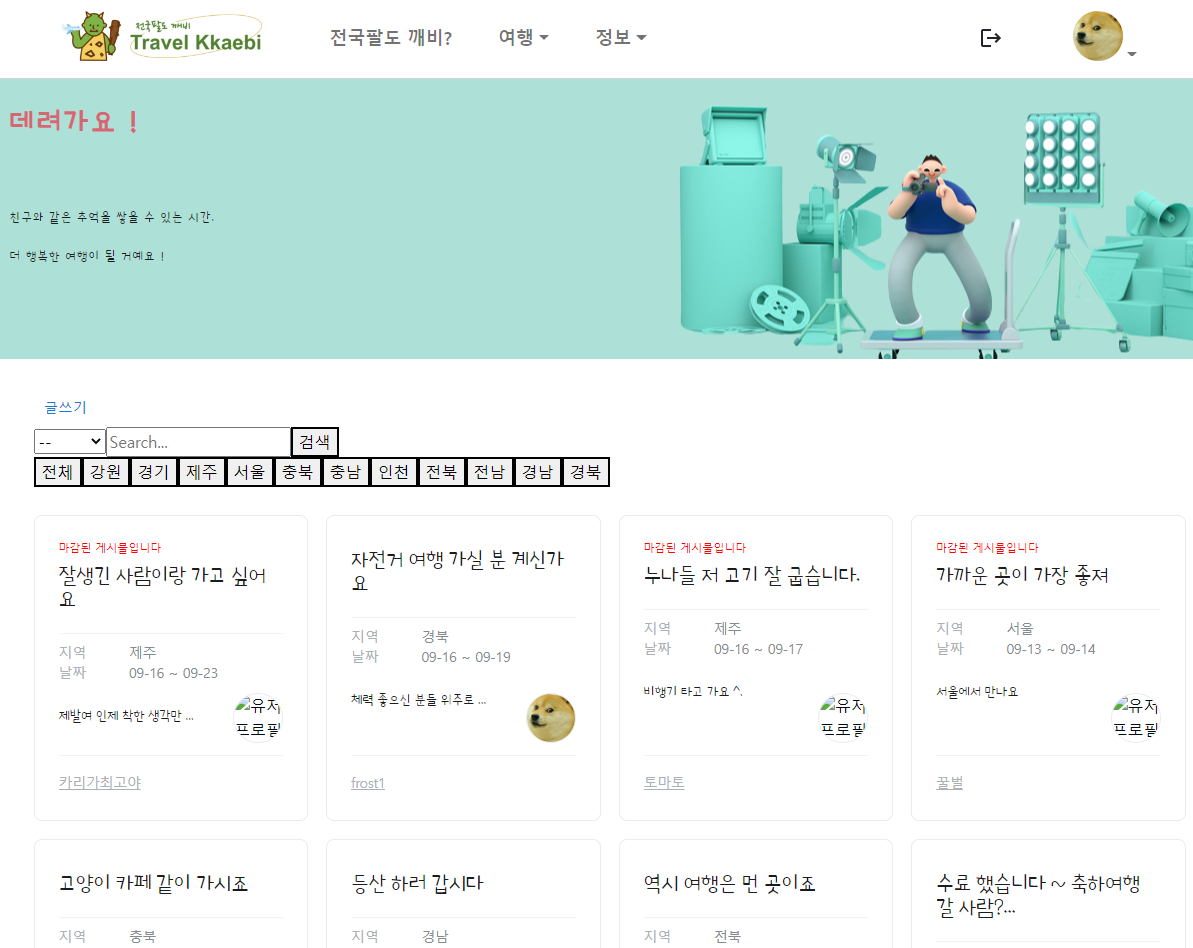 전국팔도 깨비
Travel Kkaebi
전국팔도 깨비?
여행
정보
데려가요 !
친구와 같은 추억을 쌓을 수 있는 시간.
더 행복한 여행이 될 거예요 !
글쓰기
--
Search...
검색
전체 강원 경기 제주 서울 충북 충남 인천 전북 전남 경남 경북
마감된 게시물입니다
잘생긴 사람이랑 가고 싶어
요
지역 제주
날짜 09-16 ~ 09-23
제발여 인제 착한 생각만 ...
유저
프로필
카리가최고야
자전거 여행 가실 분 계신가
요
지역 경북
날짜 09-16 ~ 09-19
체력 좋으신 분들 위주로 ...
frost1
마감된 게시물입니다
누나들 저 고기 잘 굽습니다.
지역 제주
날짜 09-16 ~ 09-17
비행기 타고 가요 ^.
유저
프로필
토마토
마감된 게시물입니다
가까운 곳이 가장 좋져
지역 서울
날짜 09-13 ~ 09-14
서울에서 만나요
유저
프로필
꿀벌
고양이 카페 같이 가시죠
지역 충북
등산 하러 갑시다
지역 경남
역시 여행은 먼 곳이죠
지역 전북
수료 했습니다 ~ 축하여행
갈 사람?...